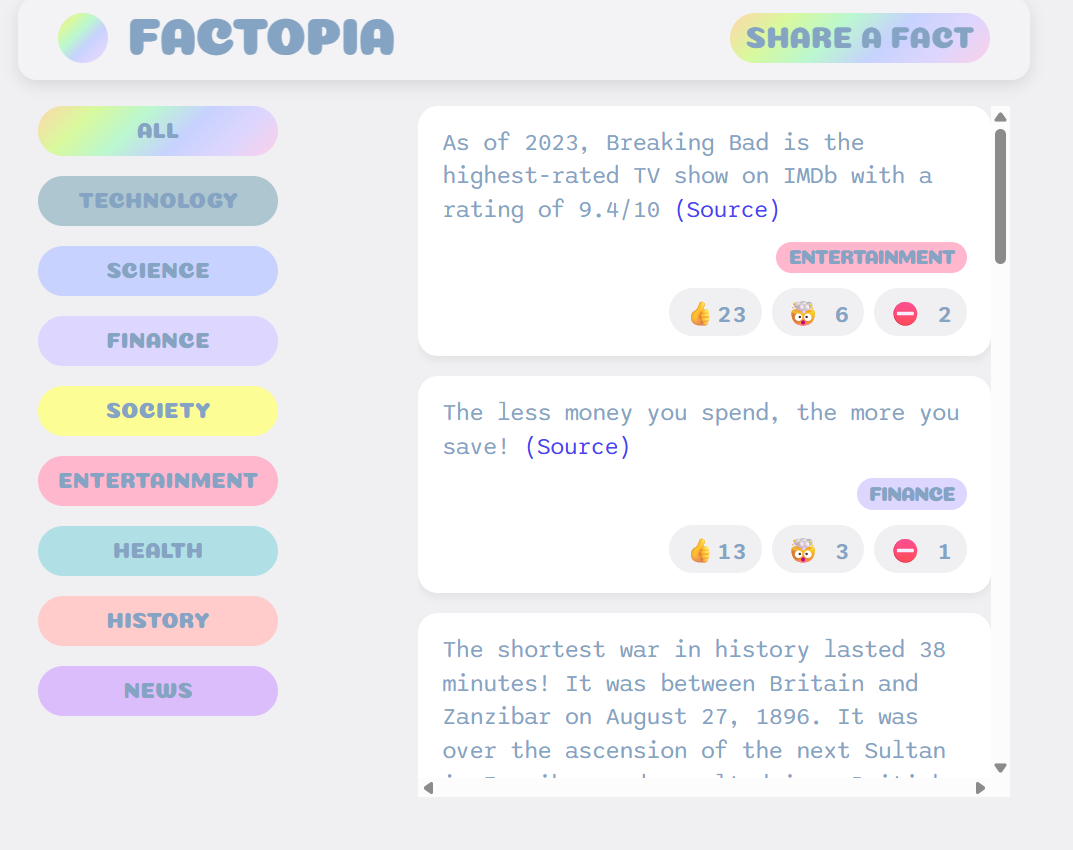 FACTOPIA
SHARE A FACT
ALL
TECHNOLOGY
SCIENCE
FINANCE
SOCIETY
ENTERTAINMENT
HEALTH
HISTORY
NEWS
As of 2023, Breaking Bad is the
highest-rated TV show on IMDb with a
rating of 9.4/10 (Source)
ENTERTAINMENT
👍 23 🤯 6 ⛔ 2
The less money you spend, the more you
save! (Source)
FINANCE
👍 13 🤯 3 ⛔ 1
The shortest war in history lasted 38
minutes! It was between Britain and
Zanzibar on August 27, 1896. It was
over the ascension of the next Sultan